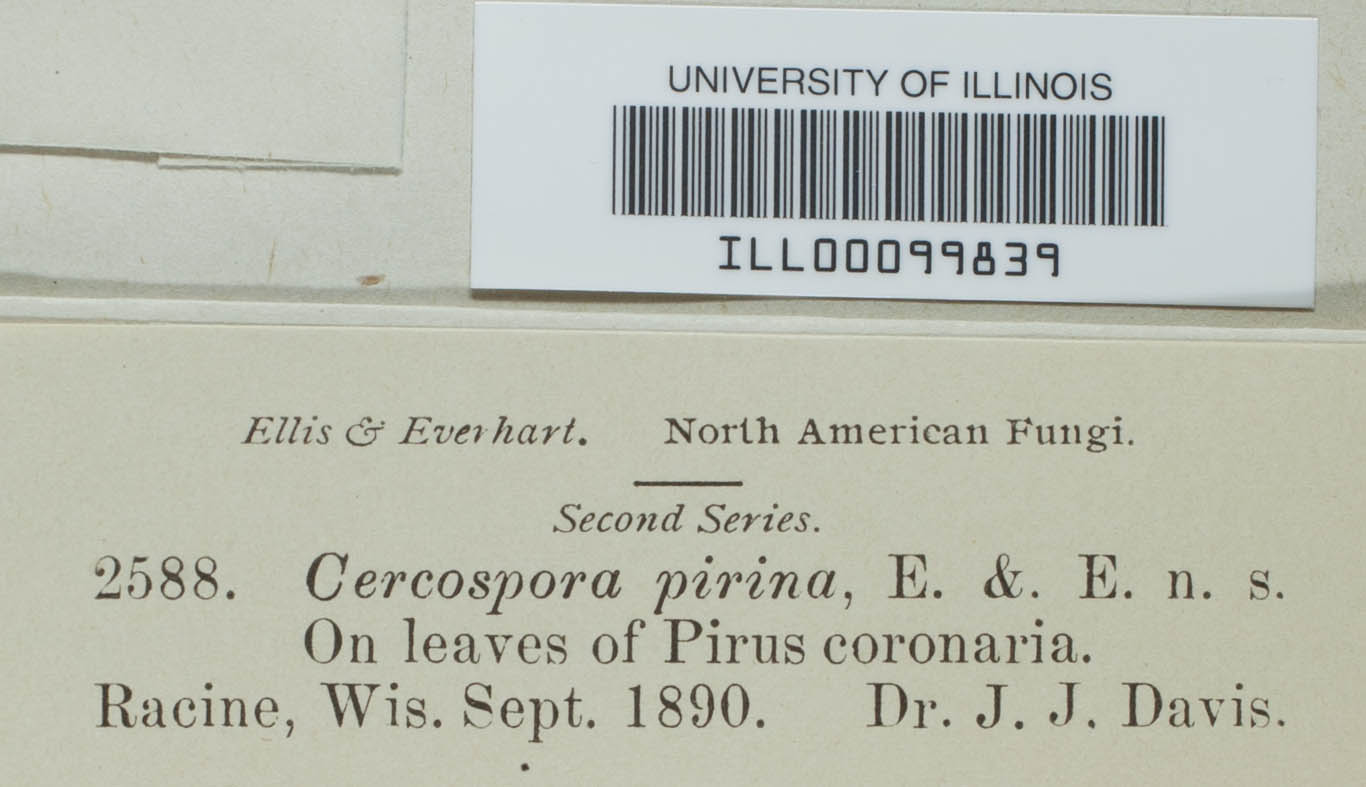 UNIVERSITY OF ILLINOIS
ILL00099839
Ellis & Everhart. North American Fungi.
Second Series.
2588. Cercospora pirina, E. &. E. n. s.
On leaves of Pirus coronaria.
Racine, Wis. Sept. 1890. Dr. J. J. Davis.